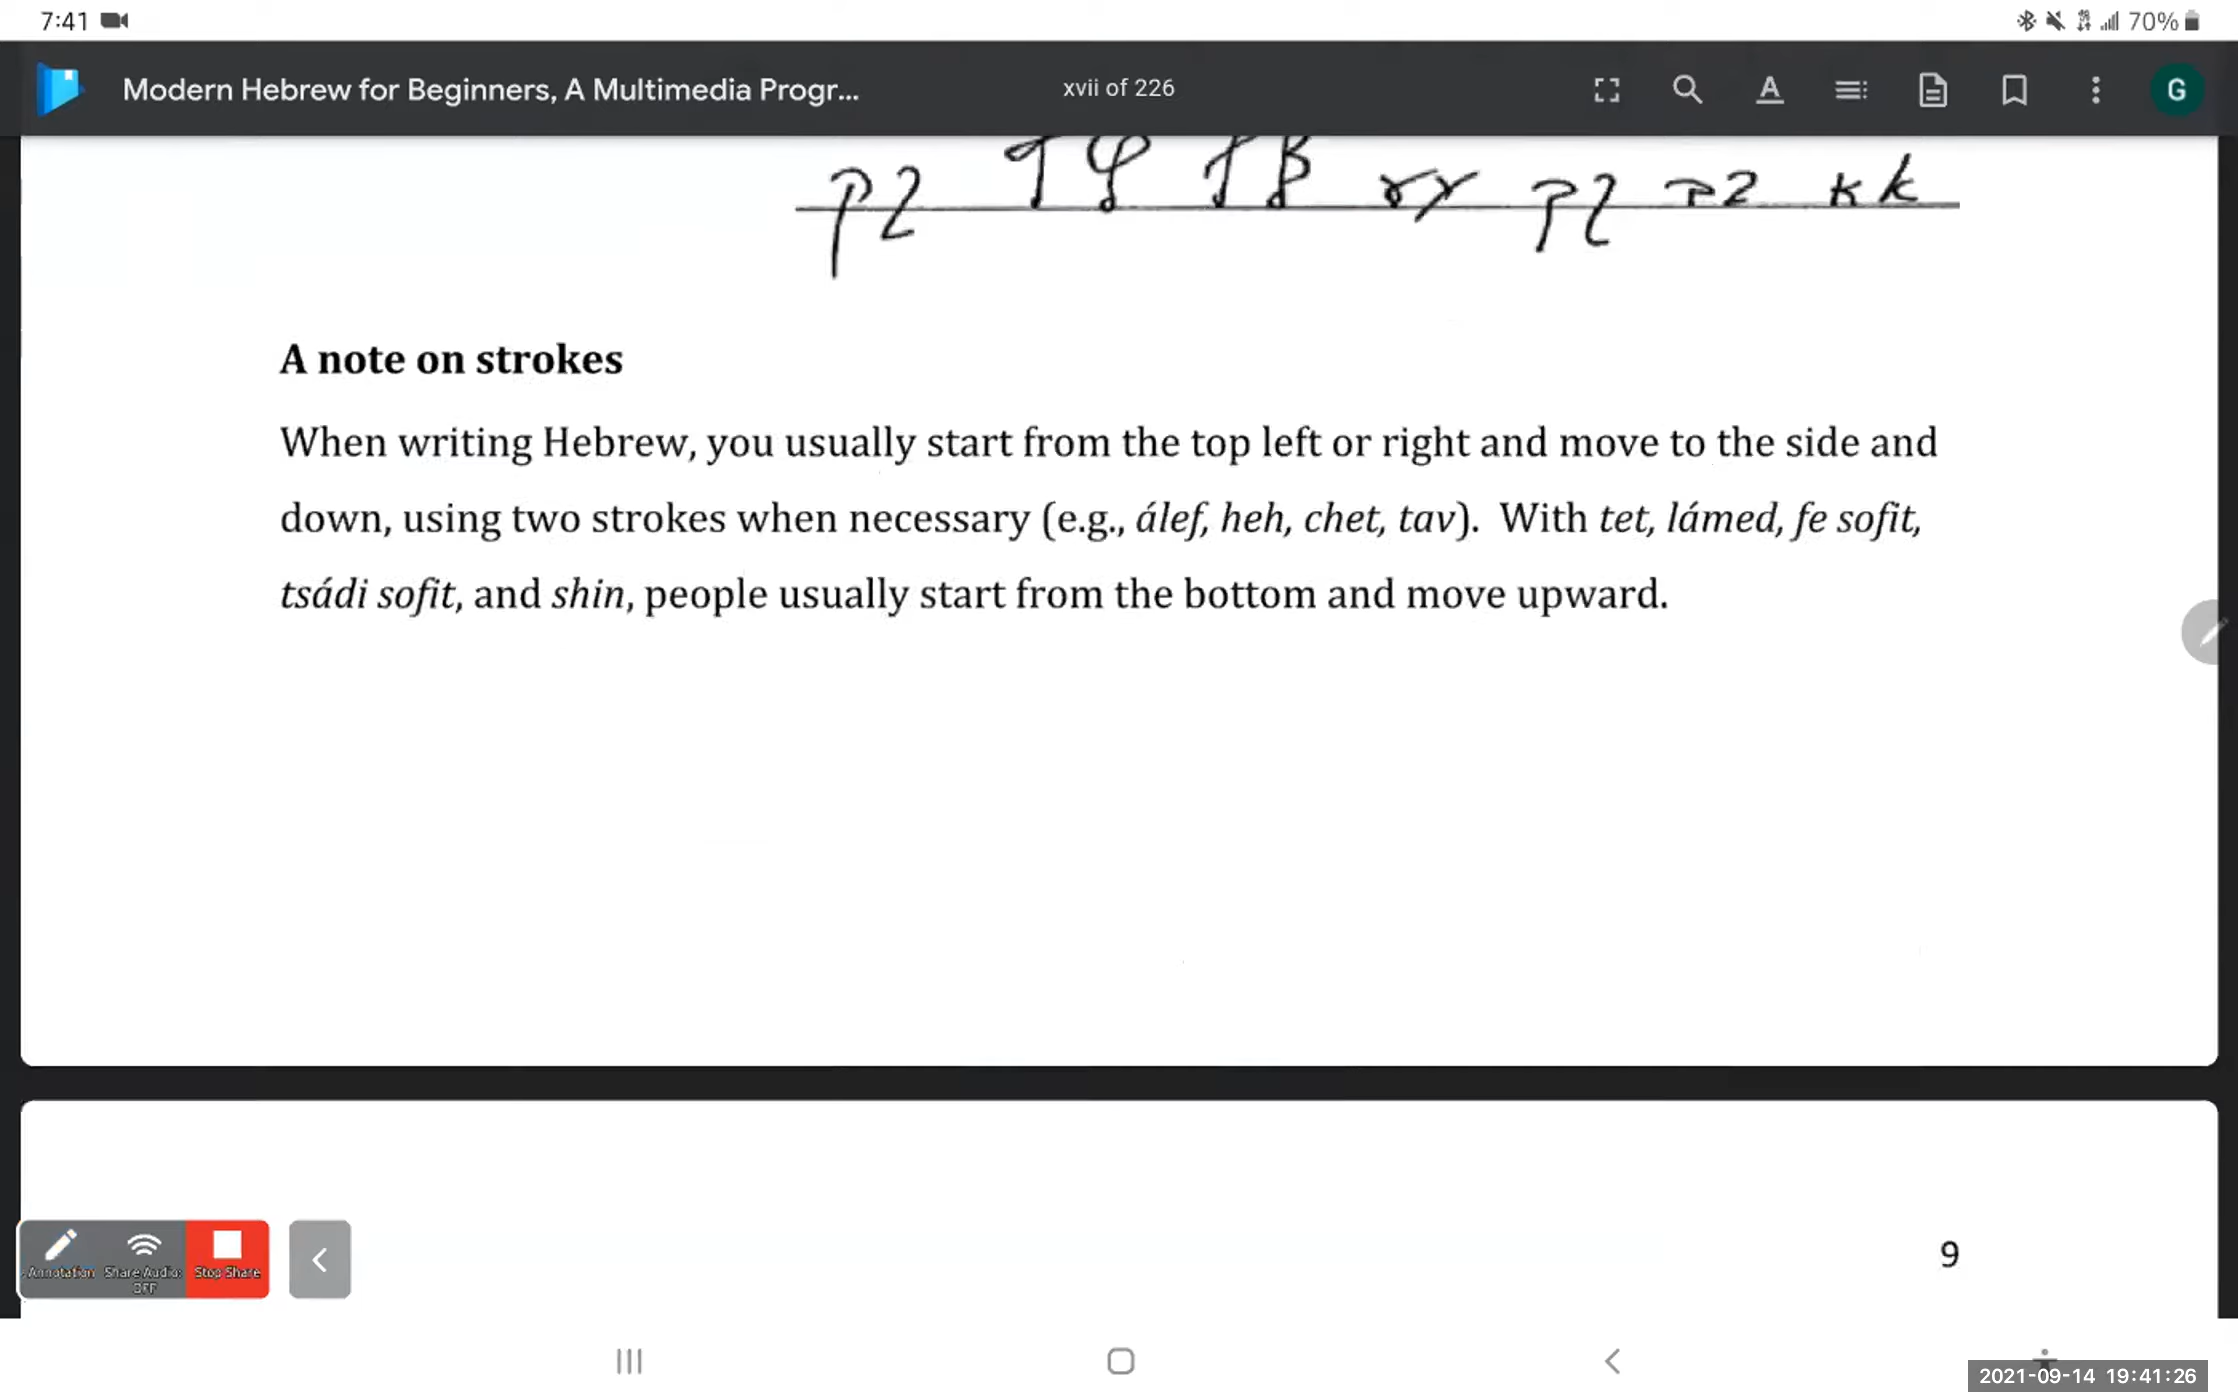 7:41
70%
Modern Hebrew for Beginners, A Multimedia Progr...
xvii of 226
G
A note on strokes
When writing Hebrew, you usually start from the top left or right and move to the side and
down, using two strokes when necessary (e.g., álef, heh, chet, tav).  With tet, lámed, fe sofit,
tsádi sofit, and shin, people usually start from the bottom and move upward.
9
Annotation
Share Audio:
OFF
Stop Share
2021-09-14 19:41:26